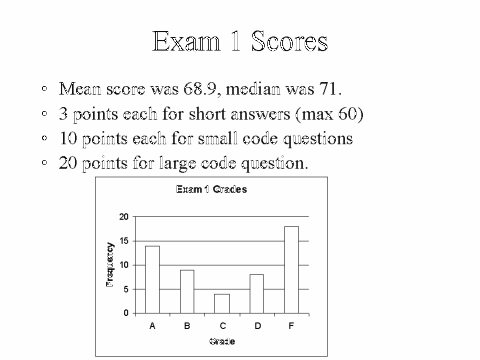 Exam 1 Scores
Mean score was 68.9, median was 71.
3 points each for short answers (max 60)
10 points each for small code questions
20 points for large code question.
Exam 1 Grades
20
15
10
5
0
Frequency
A B C D F
Grade